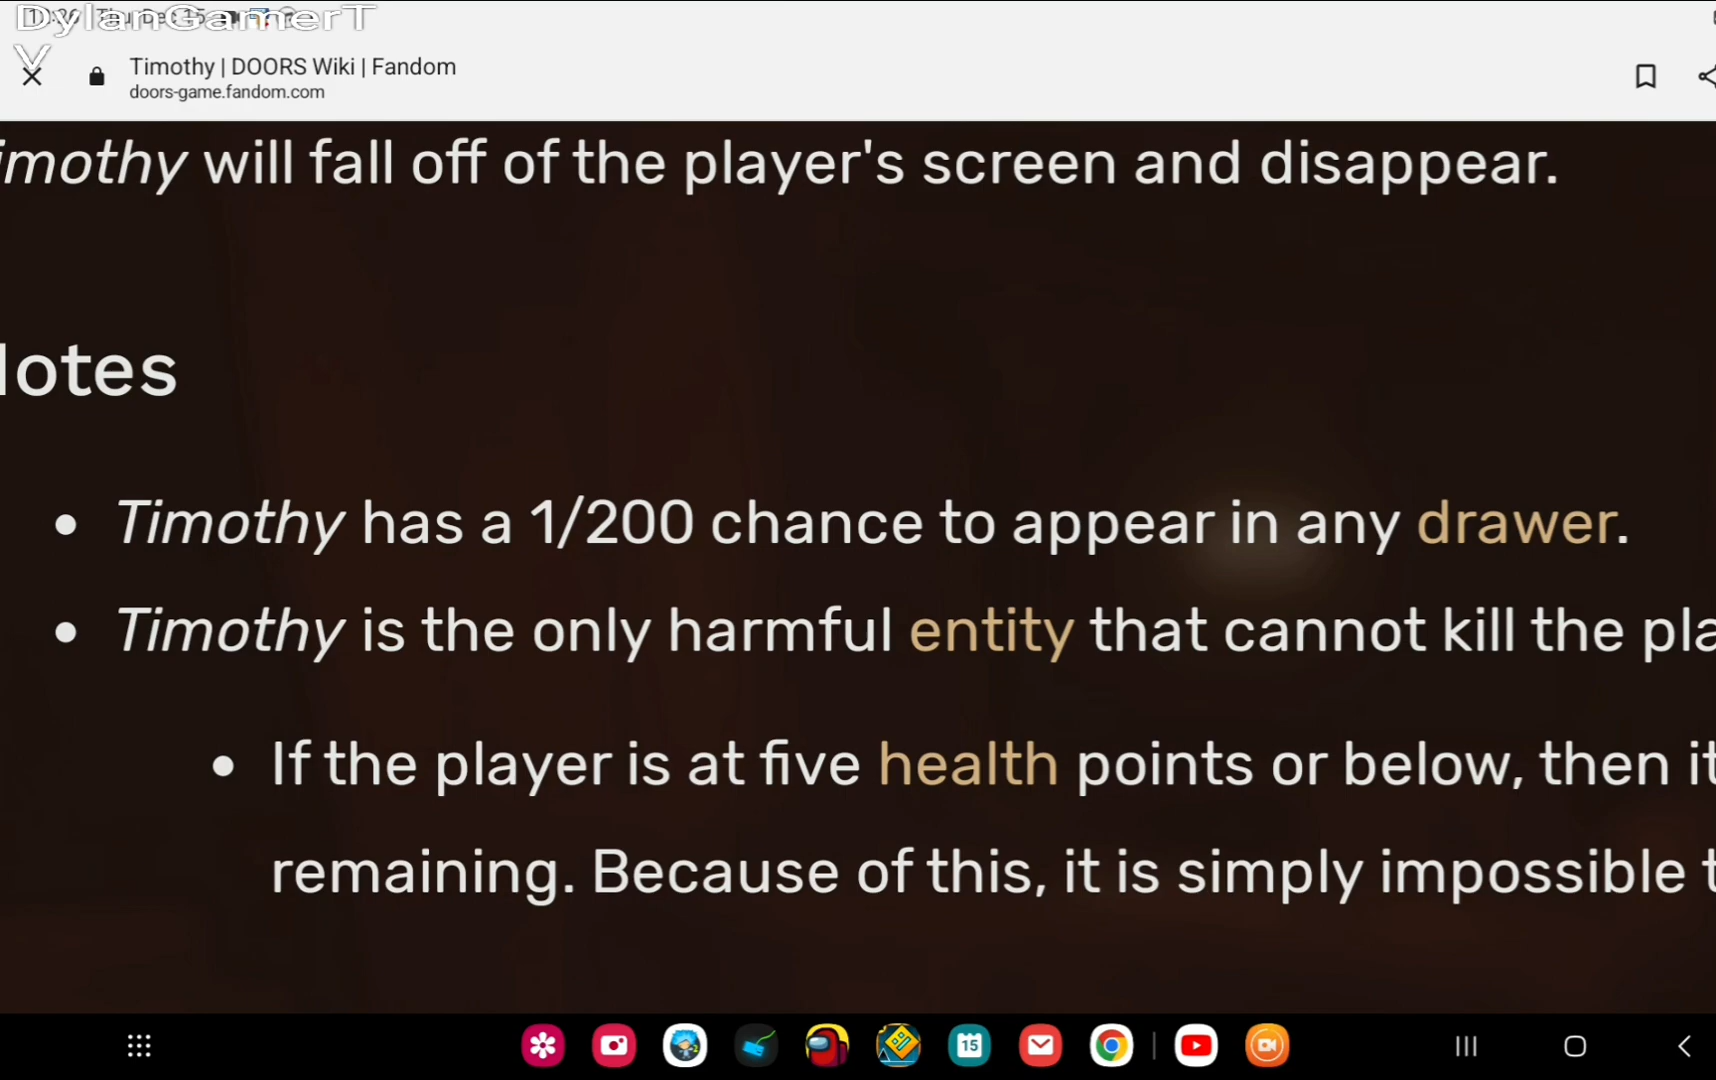 DylanGamerT
V
Thu, Dec 15
Timothy | DOORS Wiki | Fandom
doors-game.fandom.com
imothy will fall off of the player's screen and disappear.
lotes
Timothy has a 1/200 chance to appear in any drawer.
Timothy is the only harmful entity that cannot kill the pla
If the player is at five health points or below, then it
remaining. Because of this, it is simply impossible t
15